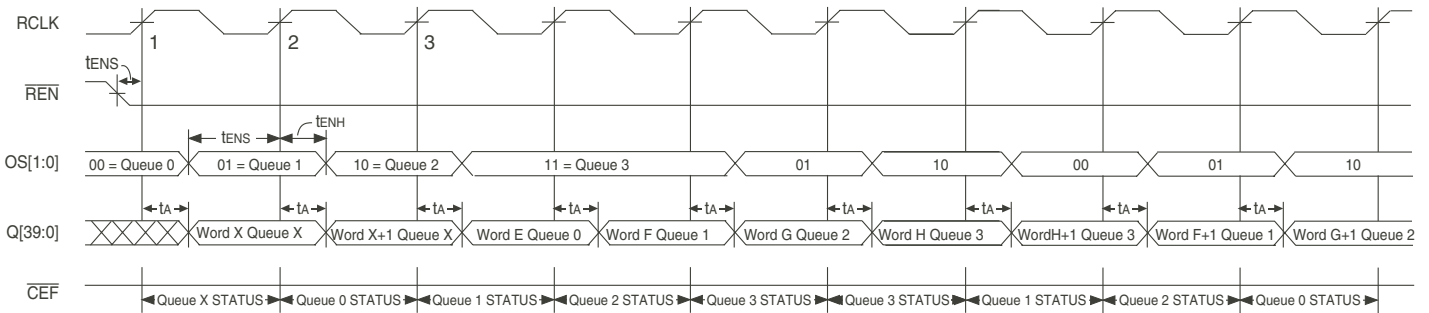 RCLK
1 2 3
tENS
REN
tENS tENH
OS[1:0] 00 = Queue 0 01 = Queue 1 10 = Queue 2 11 = Queue 3 01 10 00 01 10
tA tA tA tA tA tA tA tA tA
Q[39:0] Word X Queue X Word X+1 Queue X Word E Queue 0 Word F Queue 1 Word G Queue 2 Word H Queue 3 WordH+1 Queue 3 Word F+1 Queue 1 Word G+1 Queue 2
CEF Queue X STATUS Queue 0 STATUS Queue 1 STATUS Queue 2 STATUS Queue 3 STATUS Queue 3 STATUS Queue 1 STATUS Queue 2 STATUS Queue 0 STATUS